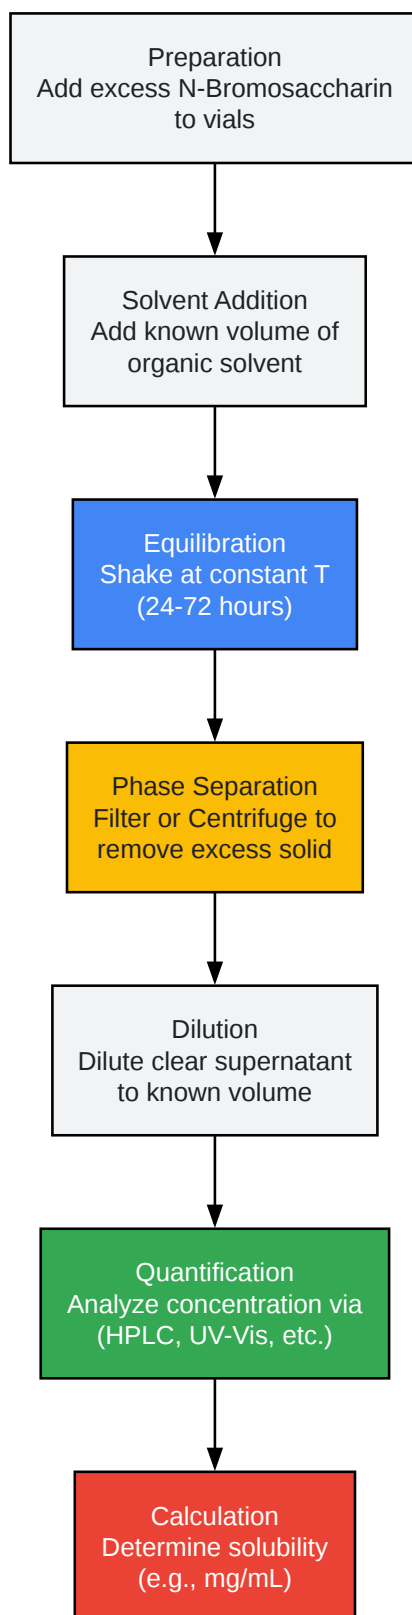 Preparation
Add excess N-Bromosaccharin
to vials
Solvent Addition
Add known volume of
organic solvent
Equilibration
Shake at constant T
(24-72 hours)
Phase Separation
Filter or Centrifuge to
remove excess solid
Dilution
Dilute clear supernatant
to known volume
Quantification
Analyze concentration via
(HPLC, UV-Vis, etc.)
Calculation
Determine solubility
(e.g., mg/mL)